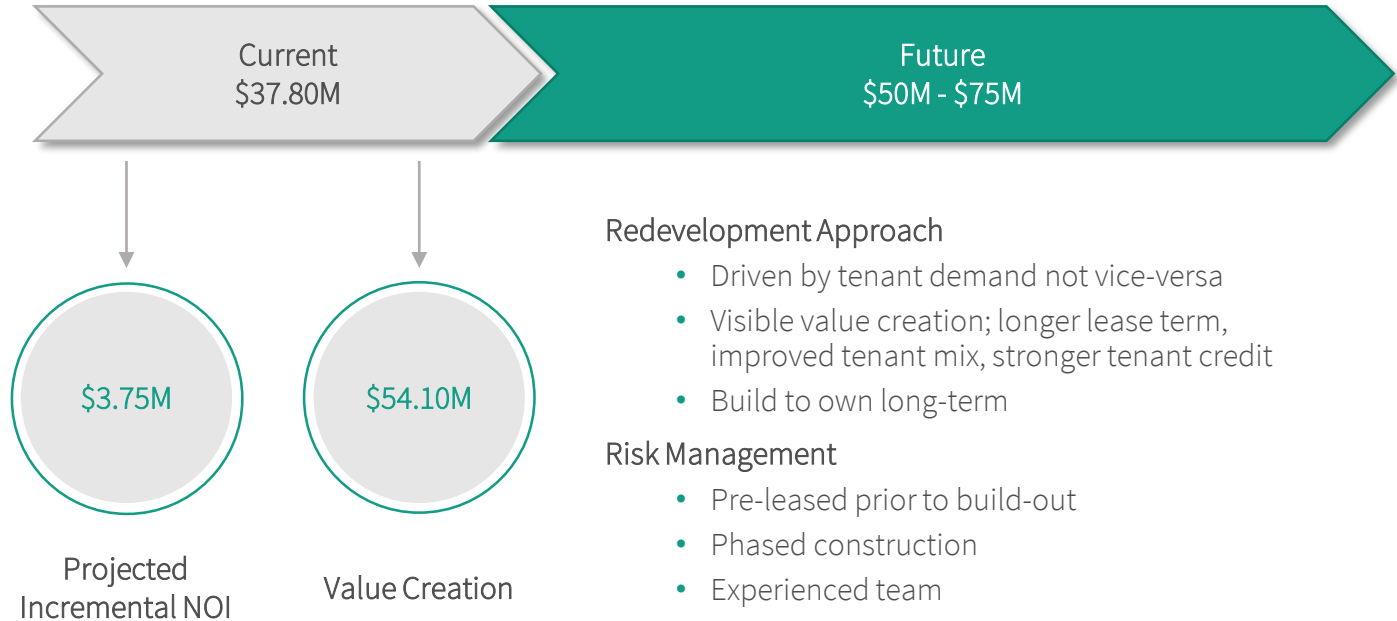 Current
$37.80M
Future
$50M - $75M
$3.75M
Projected
Incremental NOI
$54.10M
Value Creation
Redevelopment Approach
• Driven by tenant demand not vice-versa
• Visible value creation; longer lease term,
improved tenant mix, stronger tenant credit
• Build to own long-term
Risk Management
• Pre-leased prior to build-out
• Phased construction
• Experienced team